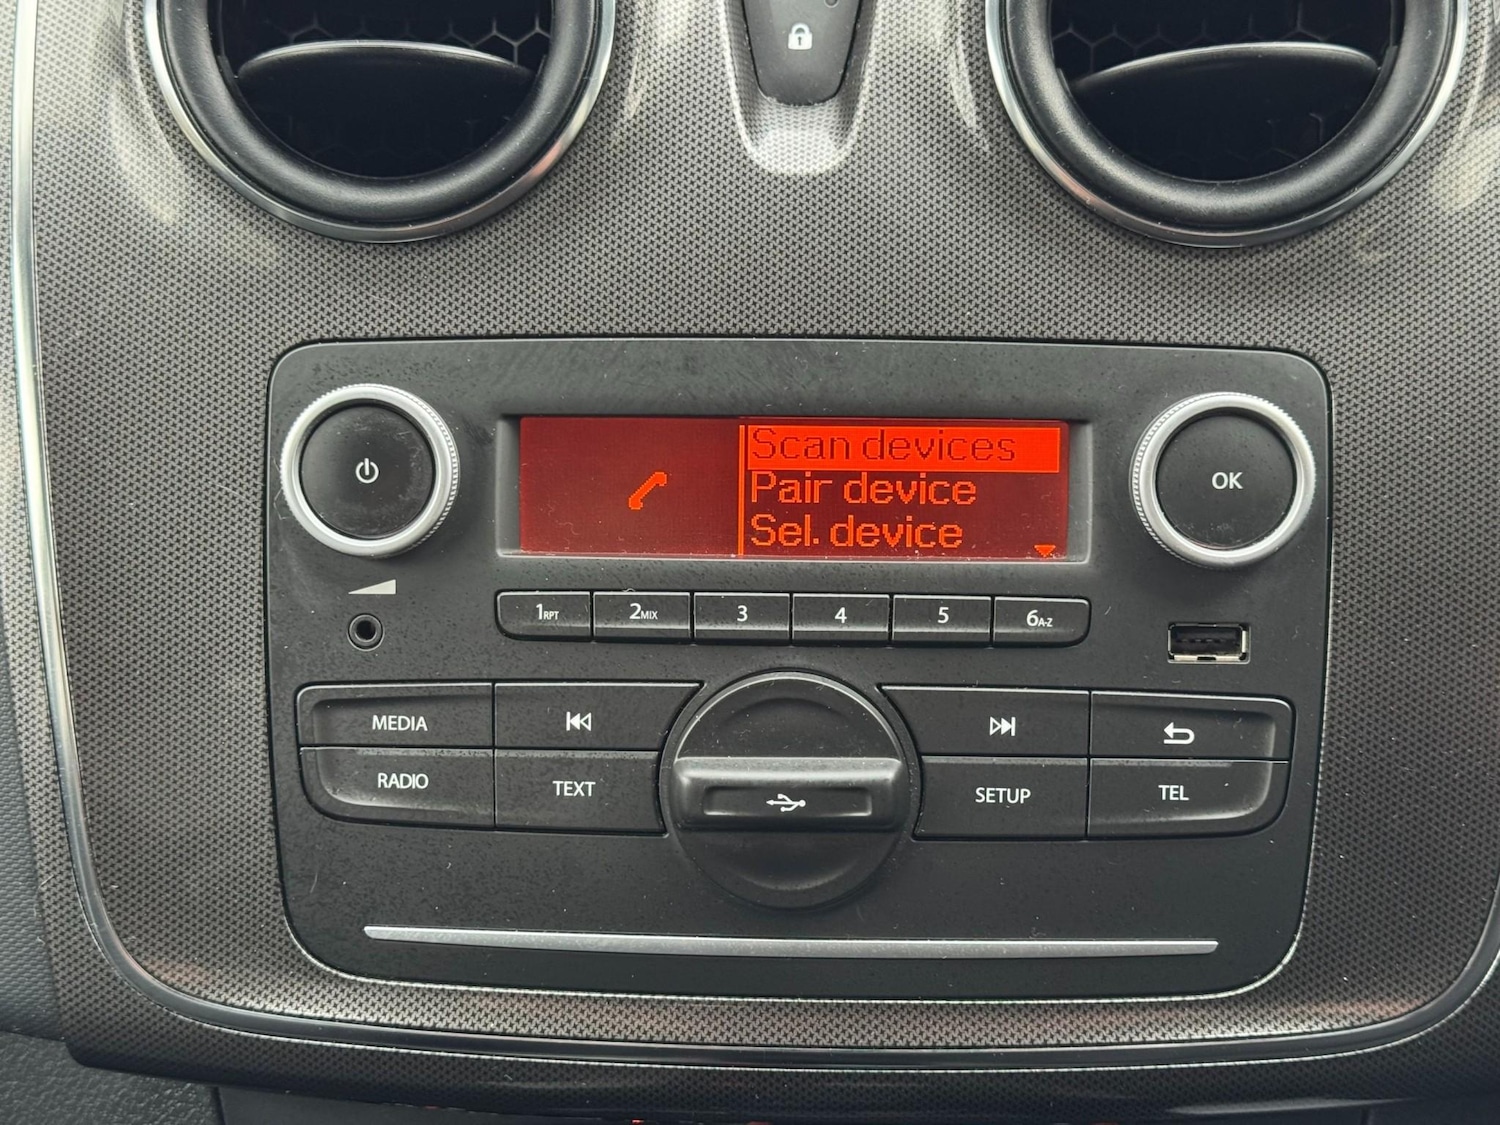 Scan devices
Pair device
Sel. device
OK
1RPT
2MIX
3
4
5
6A-Z
MEDIA
RADIO
TEXT
SETUP
TEL